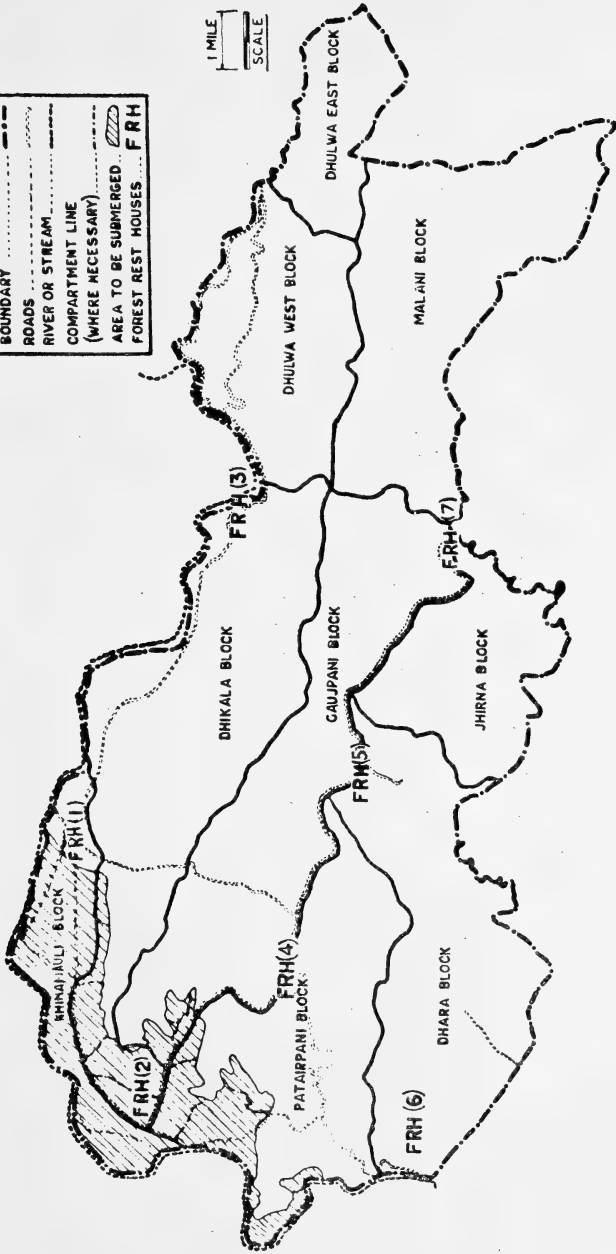 BOUNDARY
ROADS
RIVER OR STREAM
COMPARTMENT LINE
(WHERE NECESSARY)
AREA TO BE SUBMERGED
FOREST REST HOUSES FRH
1 MILE
SCALE
BLOCK
FRH(1)
FRH(2)
FRH(3)
DHIKALA BLOCK
DHULWA WEST BLOCK
DHULWA EAST BLOCK
FRH(4)
PATAIRPANI BLOCK
FRH(5)
GAUJPANI BLOCK
MALANI BLOCK
FRH(6)
DHARA BLOCK
JHIRNA BLOCK
FRH(7)